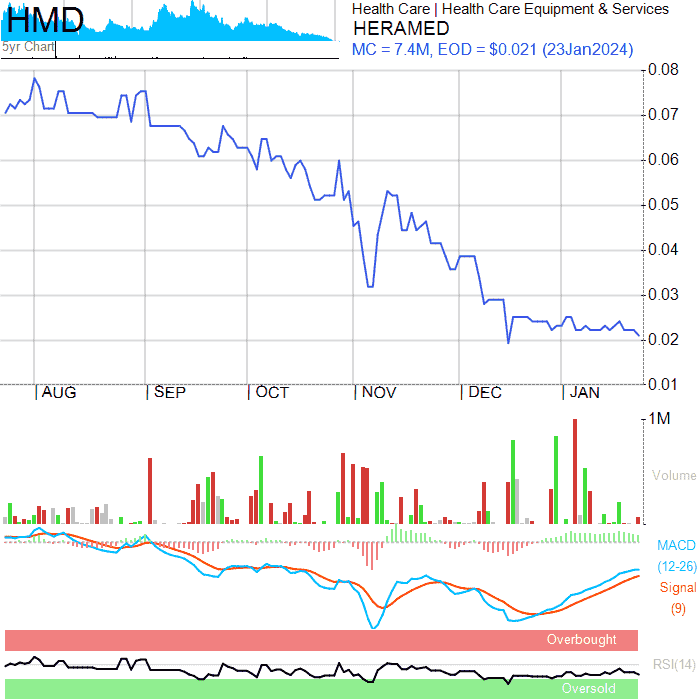 HMD
5yr Chart
Health Care | Health Care Equipment & Services
HERAMED
MC = 7.4M, EOD = $0.021 (23Jan2024)
0.08
0.07
0.06
0.05
0.04
0.03
0.02
0.01
AUG SEP OCT NOV DEC JAN
1M
Volume
MACD
(12-26)
Signal
(9)
Overbought
RSI(14)
Oversold